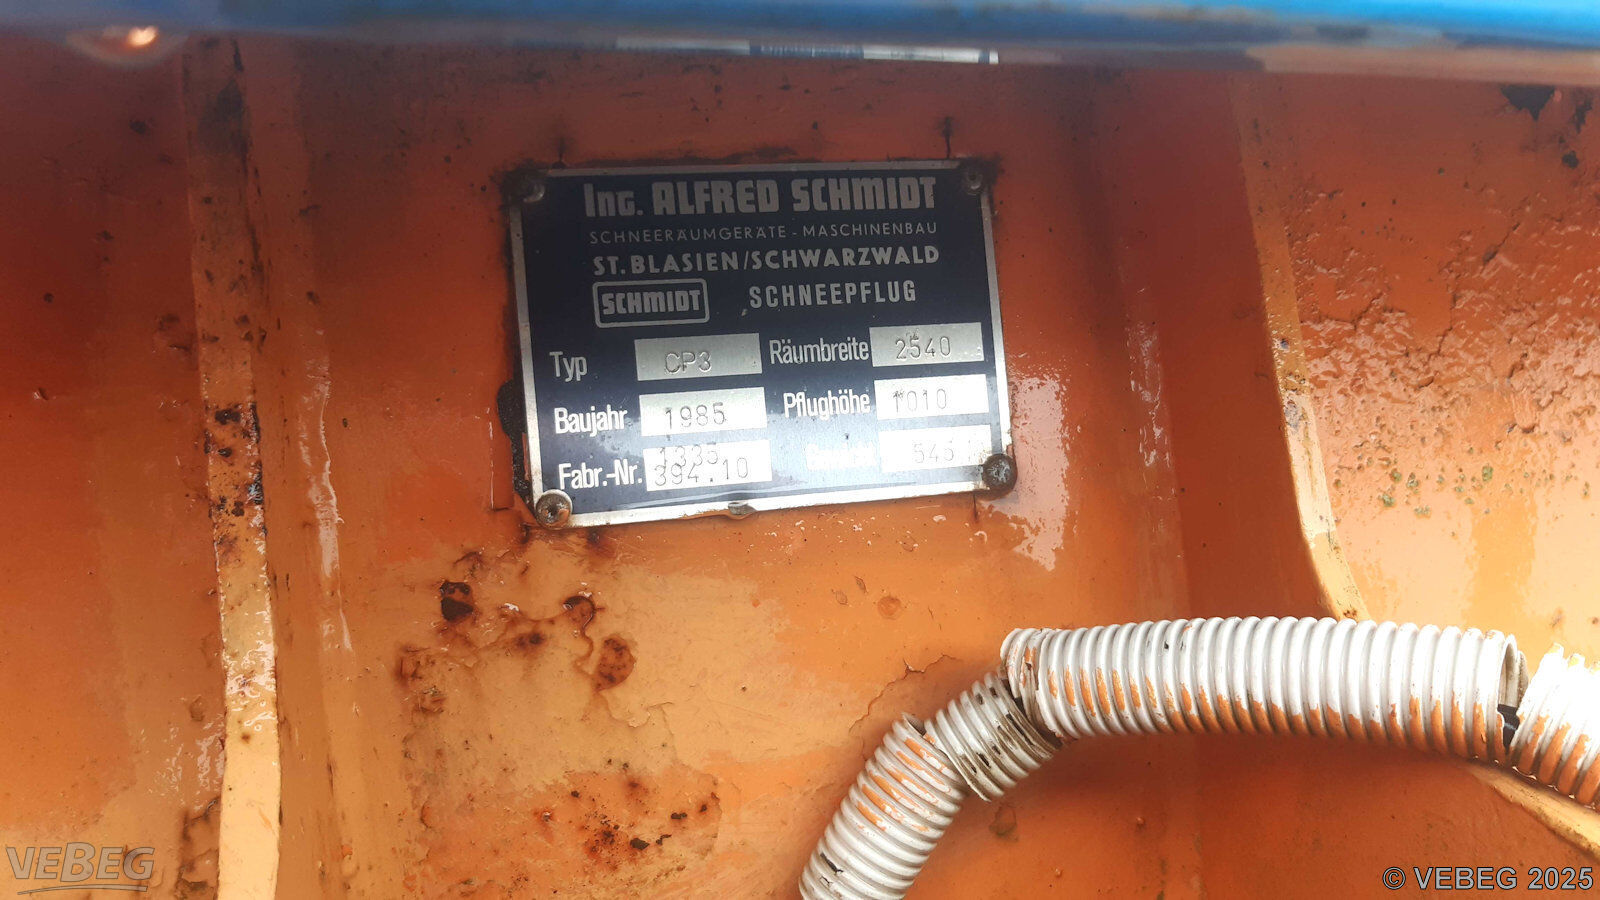 Ing. ALFRED SCHMIDT
SCHNEERÄUMGERÄTE - MASCHINENBAU
ST. BLASIEN/SCHWARZWALD
SCHMIDT SCHNEEPFLUG
Typ CP3 Räumbreite 2540
Baujahr 1985 Pflughöhe 1010
1335
Fabr.-Nr. 394.10
VEBEG
© VEBEG 2025